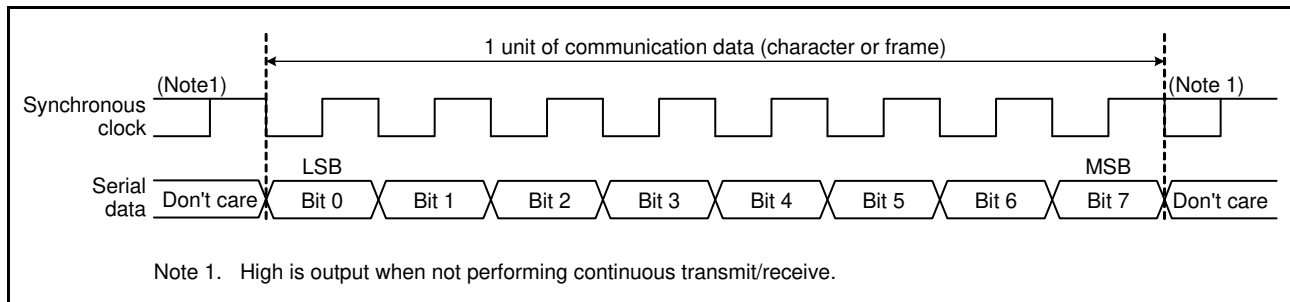 1 unit of communication data (character or frame)
(Note1)
(Note 1)
Synchronous
clock
LSB
MSB
Serial
data
Don't care
Bit 0
Bit 1
Bit 2
Bit 3
Bit 4
Bit 5
Bit 6
Bit 7
Don't care
Note 1. High is output when not performing continuous transmit/receive.